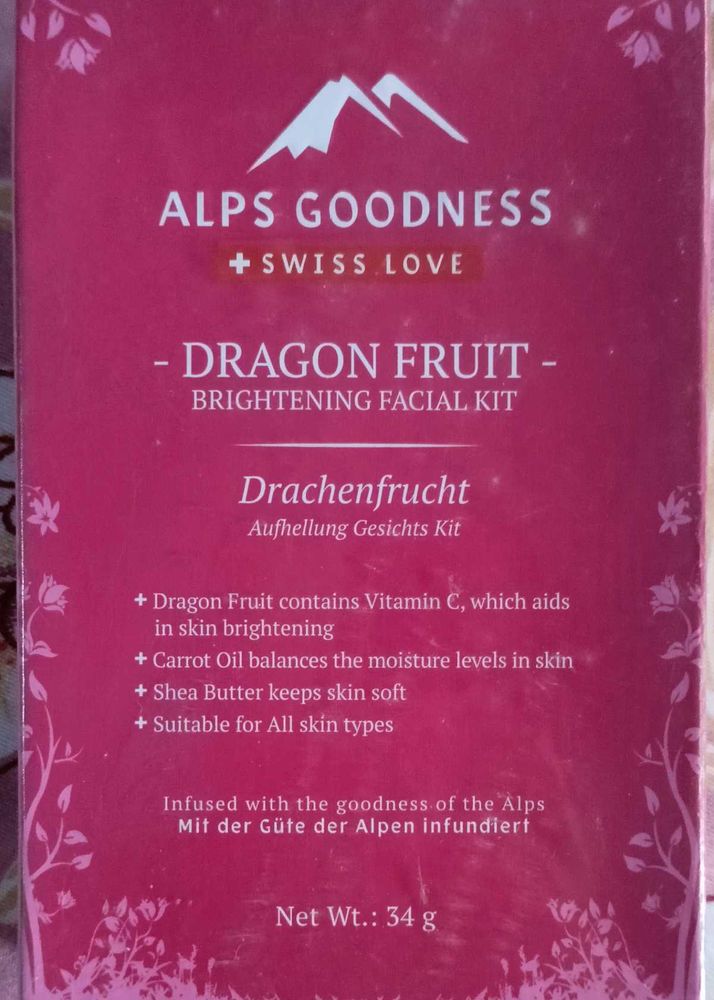 ALPS GOODNESS
+ SWISS LOVE
- DRAGON FRUIT -
BRIGHTENING FACIAL KIT
Drachenfrucht
Aufhellung Gesichts Kit
+ Dragon Fruit contains Vitamin C, which aids
in skin brightening
+ Carrot Oil balances the moisture levels in skin
+ Shea Butter keeps skin soft
+ Suitable for All skin types
Infused with the goodness of the Alps
Mit der Güte der Alpen infundiert
Net Wt.: 34 g